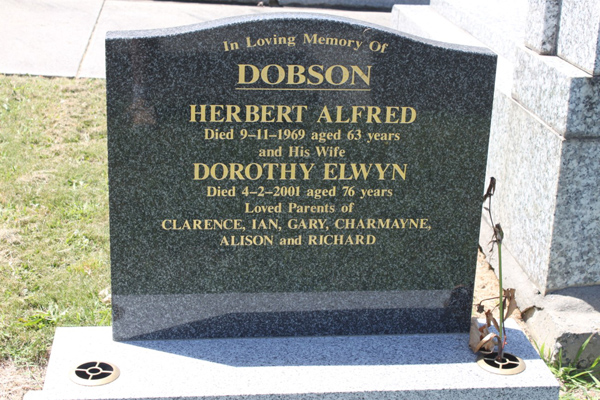 In Loving Memory Of
DOBSON
HERBERT ALFRED
Died 9-11-1969 aged 63 years
and His Wife
DOROTHY ELWYN
Died 4-2-2001 aged 76 years
Loved Parents of
CLARENCE, IAN, GARY, CHARMAYNE,
ALISON and RICHARD